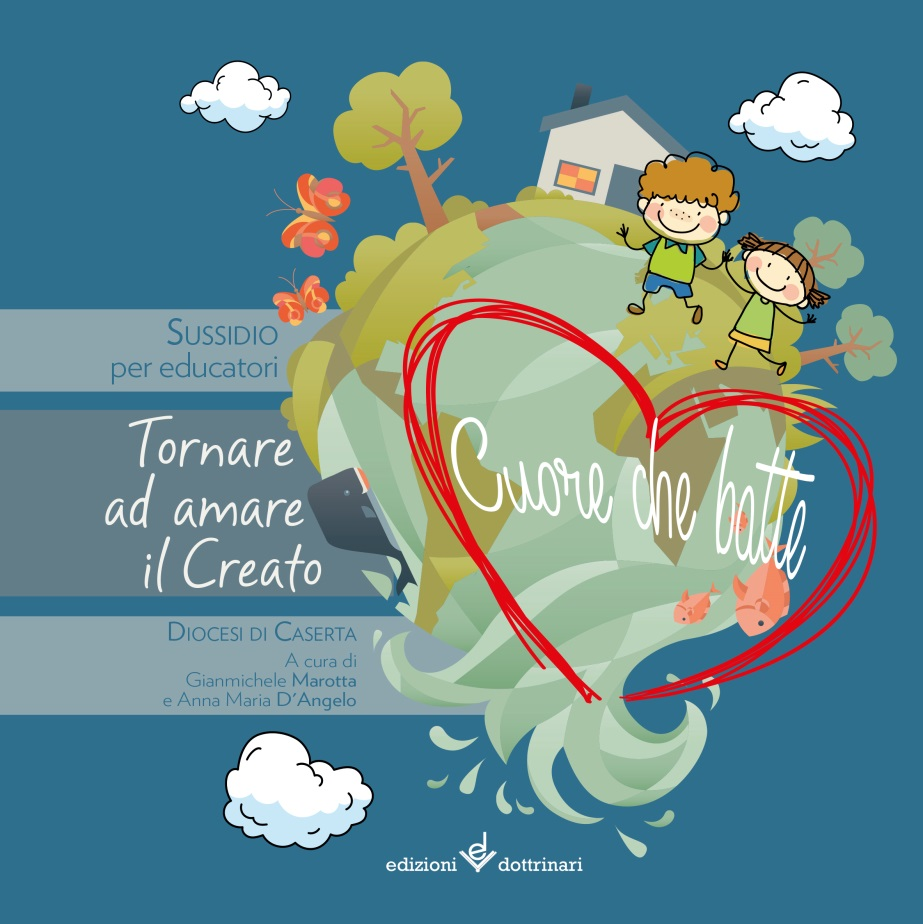 SUSSIDIO
per educatori
Tornare
ad amare
il Creato
Cuore che batte
DIOCESI DI CASERTA
A cura di
Gianmichele Marotta
e Anna Maria D'Angelo
edizioni ed dottrinari